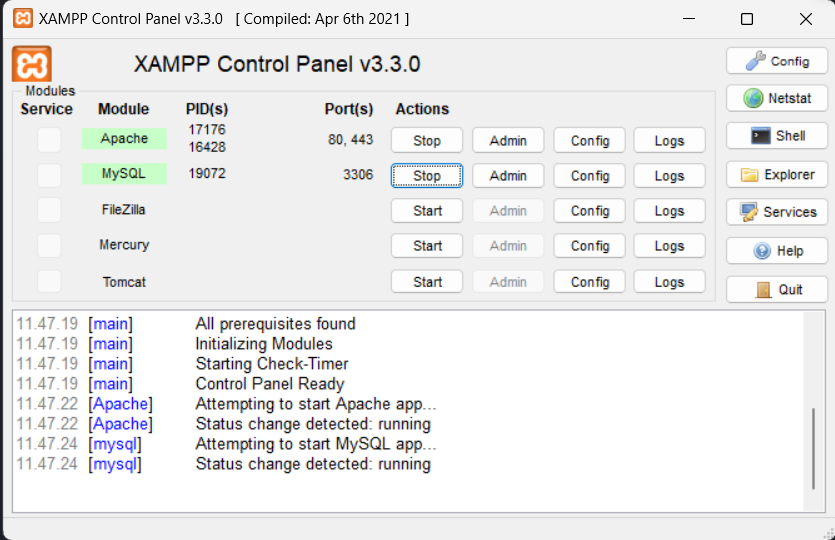 XAMPP Control Panel v3.3.0 [ Compiled: Apr 6th 2021 ]
XAMPP Control Panel v3.3.0
Config
Modules
Service Module PID(s) Port(s) Actions
Netstat
Apache 17176 16428 80, 443 Stop Admin Config Logs
Shell
MySQL 19072 3306 Stop Admin Config Logs
Explorer
FileZilla Start Admin Config Logs
Services
Mercury Start Admin Config Logs
Help
Tomcat Start Admin Config Logs
Quit
11.47.19 [main] All prerequisites found
11.47.19 [main] Initializing Modules
11.47.19 [main] Starting Check-Timer
11.47.19 [main] Control Panel Ready
11.47.22 [Apache] Attempting to start Apache app...
11.47.22 [Apache] Status change detected: running
11.47.24 [mysql] Attempting to start MySQL app...
11.47.24 [mysql] Status change detected: running